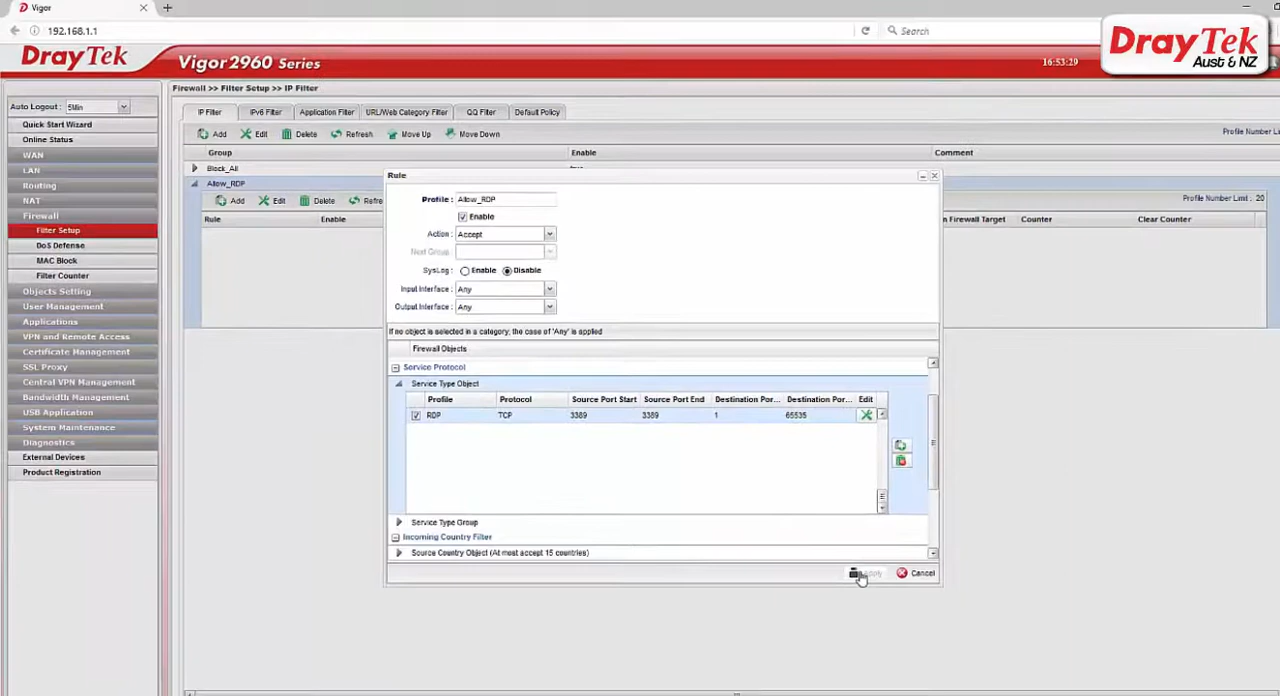 Vigor
192.168.1.1
Search
DrayTek
Aust & NZ
DrayTek Vigor2960 Series
16:53:29
Firewall >> Filter Setup >> IP Filter
Auto Logout : 5Min
IP Filter IPv6 Filter Application Filter URL/Web Category Filter QQ Filter Default Policy
Quick Start Wizard
Online Status
WAN
LAN
Routing
NAT
Firewall
Filter Setup
DoS Defense
MAC Block
Filter Counter
Objects Setting
User Management
Applications
VPN and Remote Access
Certificate Management
SSL Proxy
Central VPN Management
Bandwidth Management
USB Application
System Maintenance
Diagnostics
External Devices
Product Registration
Add Edit Delete Refresh Move Up Move Down
Profile Number Li
Group Enable Comment
Block_All
Allow_RDP
Add Edit Delete Refre
Profile Number Limit : 20
Rule Enable
n Firewall Target Counter Clear Counter
Rule
Profile : Allow_RDP
Enable
Action : Accept
Next Group :
SysLog : Enable Disable
Input Interface : Any
Output Interface : Any
If no object is selected in a category, the case of 'Any' is applied
Firewall Objects
Service Protocol
Service Type Object
Profile Protocol Source Port Start Source Port End Destination Por... Destination Por... Edit
RDP TCP 3389 3389 1 65535
Service Type Group
Incoming Country Filter
Source Country Object (At most accept 15 countries)
Apply Cancel